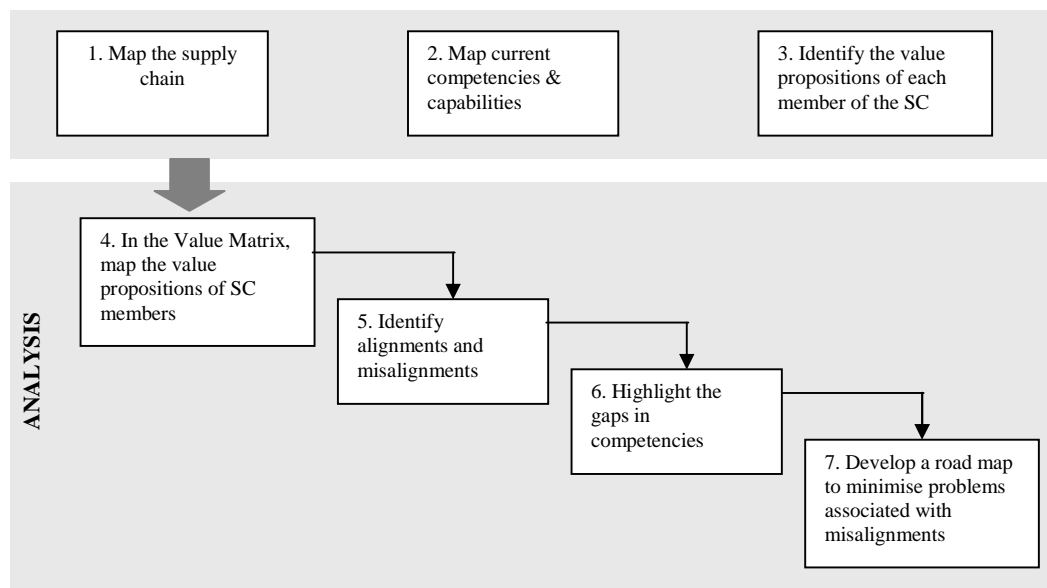 1. Map the supply
chain
2. Map current
competencies &
capabilities
3. Identify the value
propositions of each
member of the SC
ANALYSIS
4. In the Value Matrix,
map the value
propositions of SC
members
5. Identify
alignments and
misalignments
6. Highlight the
gaps in
competencies
7. Develop a road map
to minimise problems
associated with
misalignments